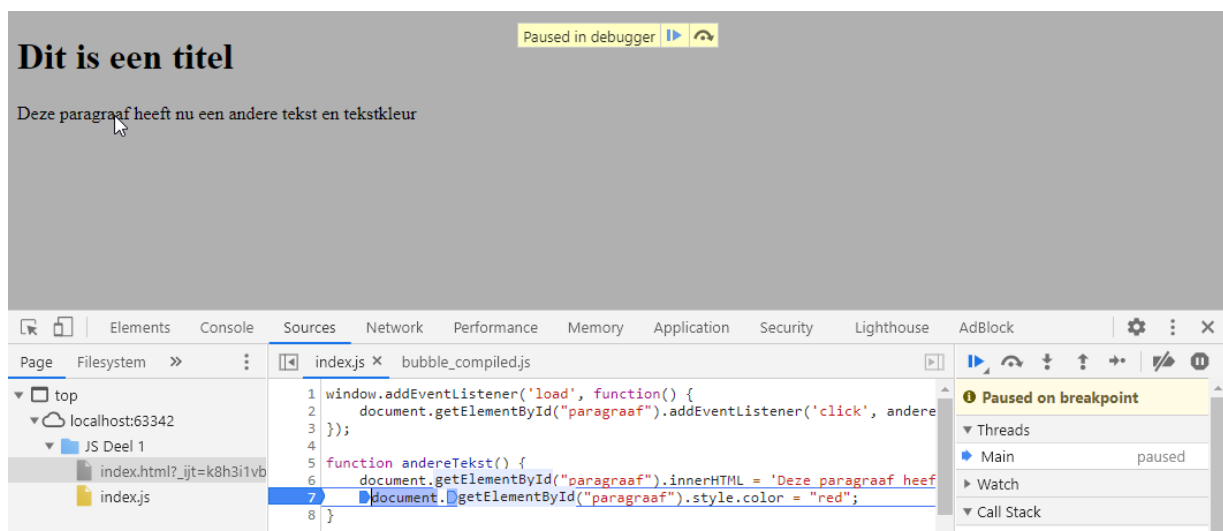 Paused in debugger
Dit is een titel
Deze paragraaf heeft nu een andere tekst en tekstkleur
Elements Console Sources Network Performance Memory Application Security Lighthouse AdBlock
Page Filesystem »
index.js × bubble_compiled.js
top
localhost:63342
JS Deel 1
index.html?_ijt=k8h3i1vb
index.js
1 window.addEventListener('load', function() {
2 document.getElementById("paragraaf").addEventListener('click', andere
3 });
4
5 function andereTekst() {
6 document.getElementById("paragraaf").innerHTML = 'Deze paragraaf heef
7 document.getElementById("paragraaf").style.color = "red";
8 }
Paused on breakpoint
Threads
Main paused
Watch
Call Stack